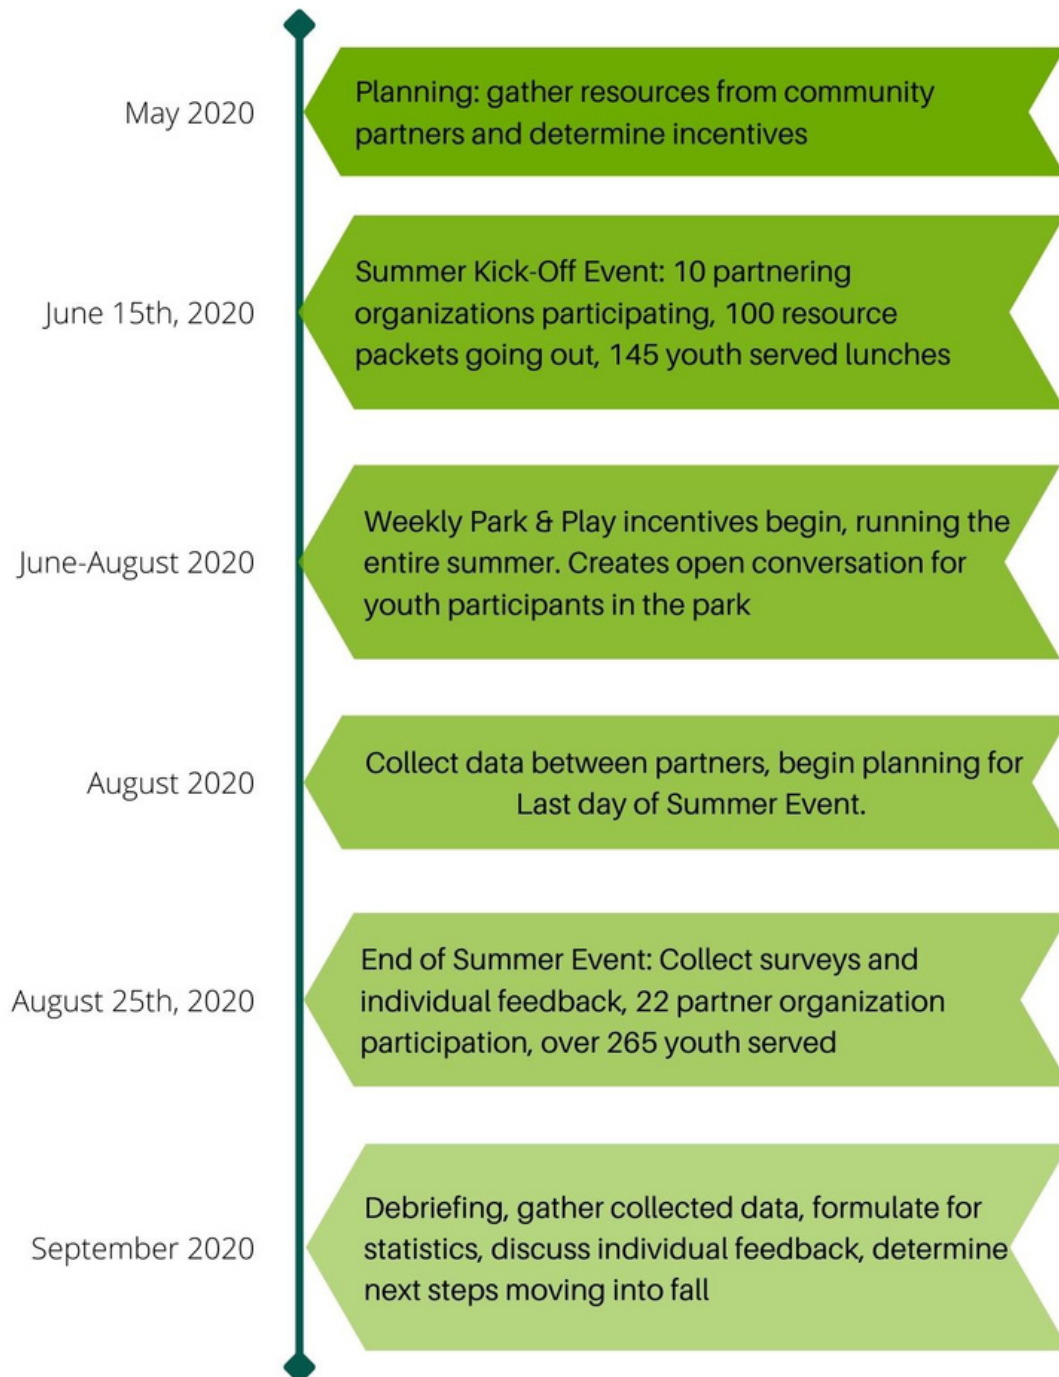 May 2020
Planning: gather resources from community
partners and determine incentives
June 15th, 2020
Summer Kick-Off Event: 10 partnering
organizations participating, 100 resource
packets going out, 145 youth served lunches
June-August 2020
Weekly Park & Play incentives begin, running the
entire summer. Creates open conversation for
youth participants in the park
August 2020
Collect data between partners, begin planning for
Last day of Summer Event.
August 25th, 2020
End of Summer Event: Collect surveys and
individual feedback, 22 partner organization
participation, over 265 youth served
September 2020
Debriefing, gather collected data, formulate for
statistics, discuss individual feedback, determine
next steps moving into fall